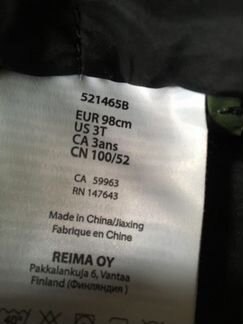 521465B
EUR 98cm
US 3T
CA 3ans
CN 100/52
CA 59963
RN 147643
Made in China/Jiaxing
Fabrique en Chine
REIMA OY
Pakkalankuja 6, Vantaa
Finland (Финляндия)
40°